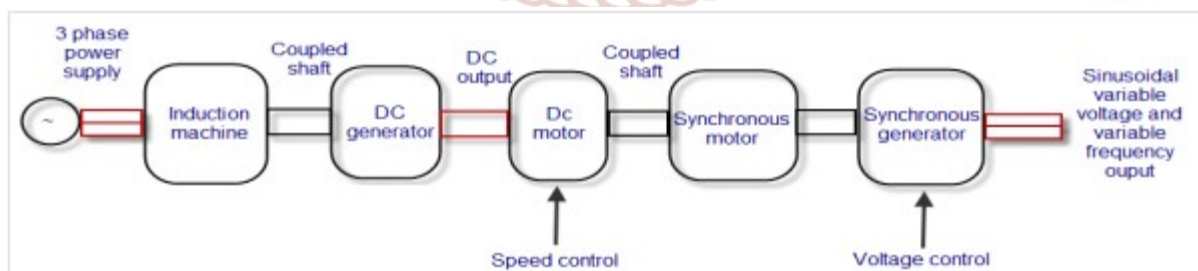 3 phase
power
supply
~
Induction
machine
Coupled
shaft
DC
generator
DC
output
Dc
motor
Coupled
shaft
Synchronous
motor
Synchronous
generator
Sinusoidal
variable
voltage and
variable
frequency
ouput
Speed control
Voltage control